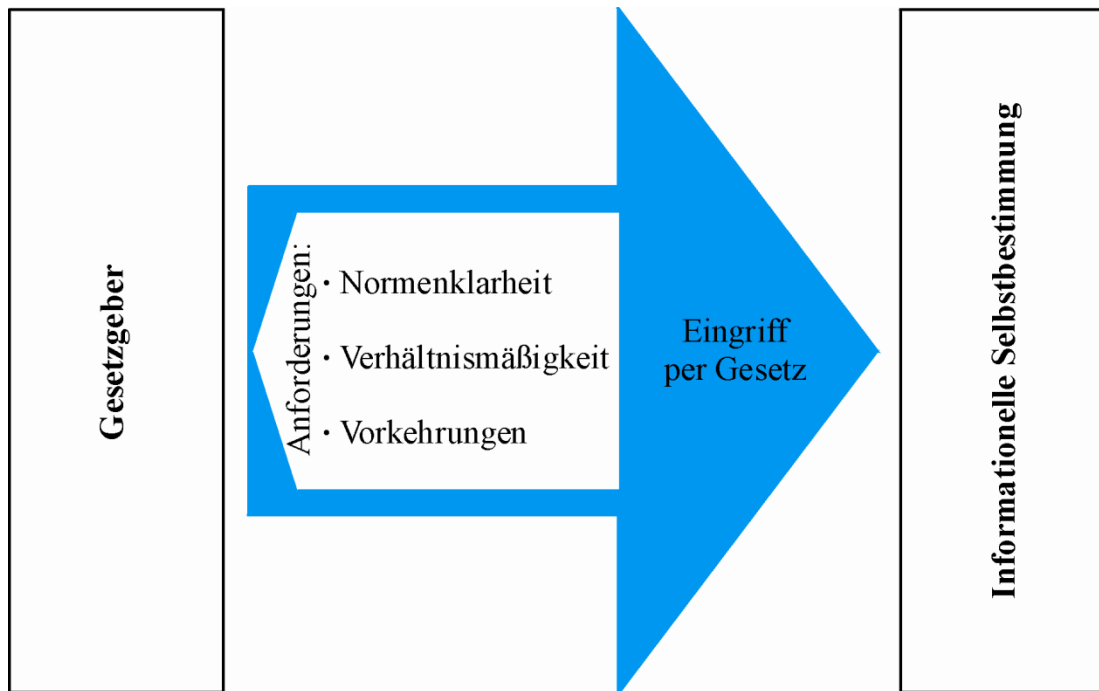 Gesetzgeber
Anforderungen:
· Normenklarheit
· Verhältnismäßigkeit
· Vorkehrungen
Eingriff
per Gesetz
Informationelle Selbstbestimmung